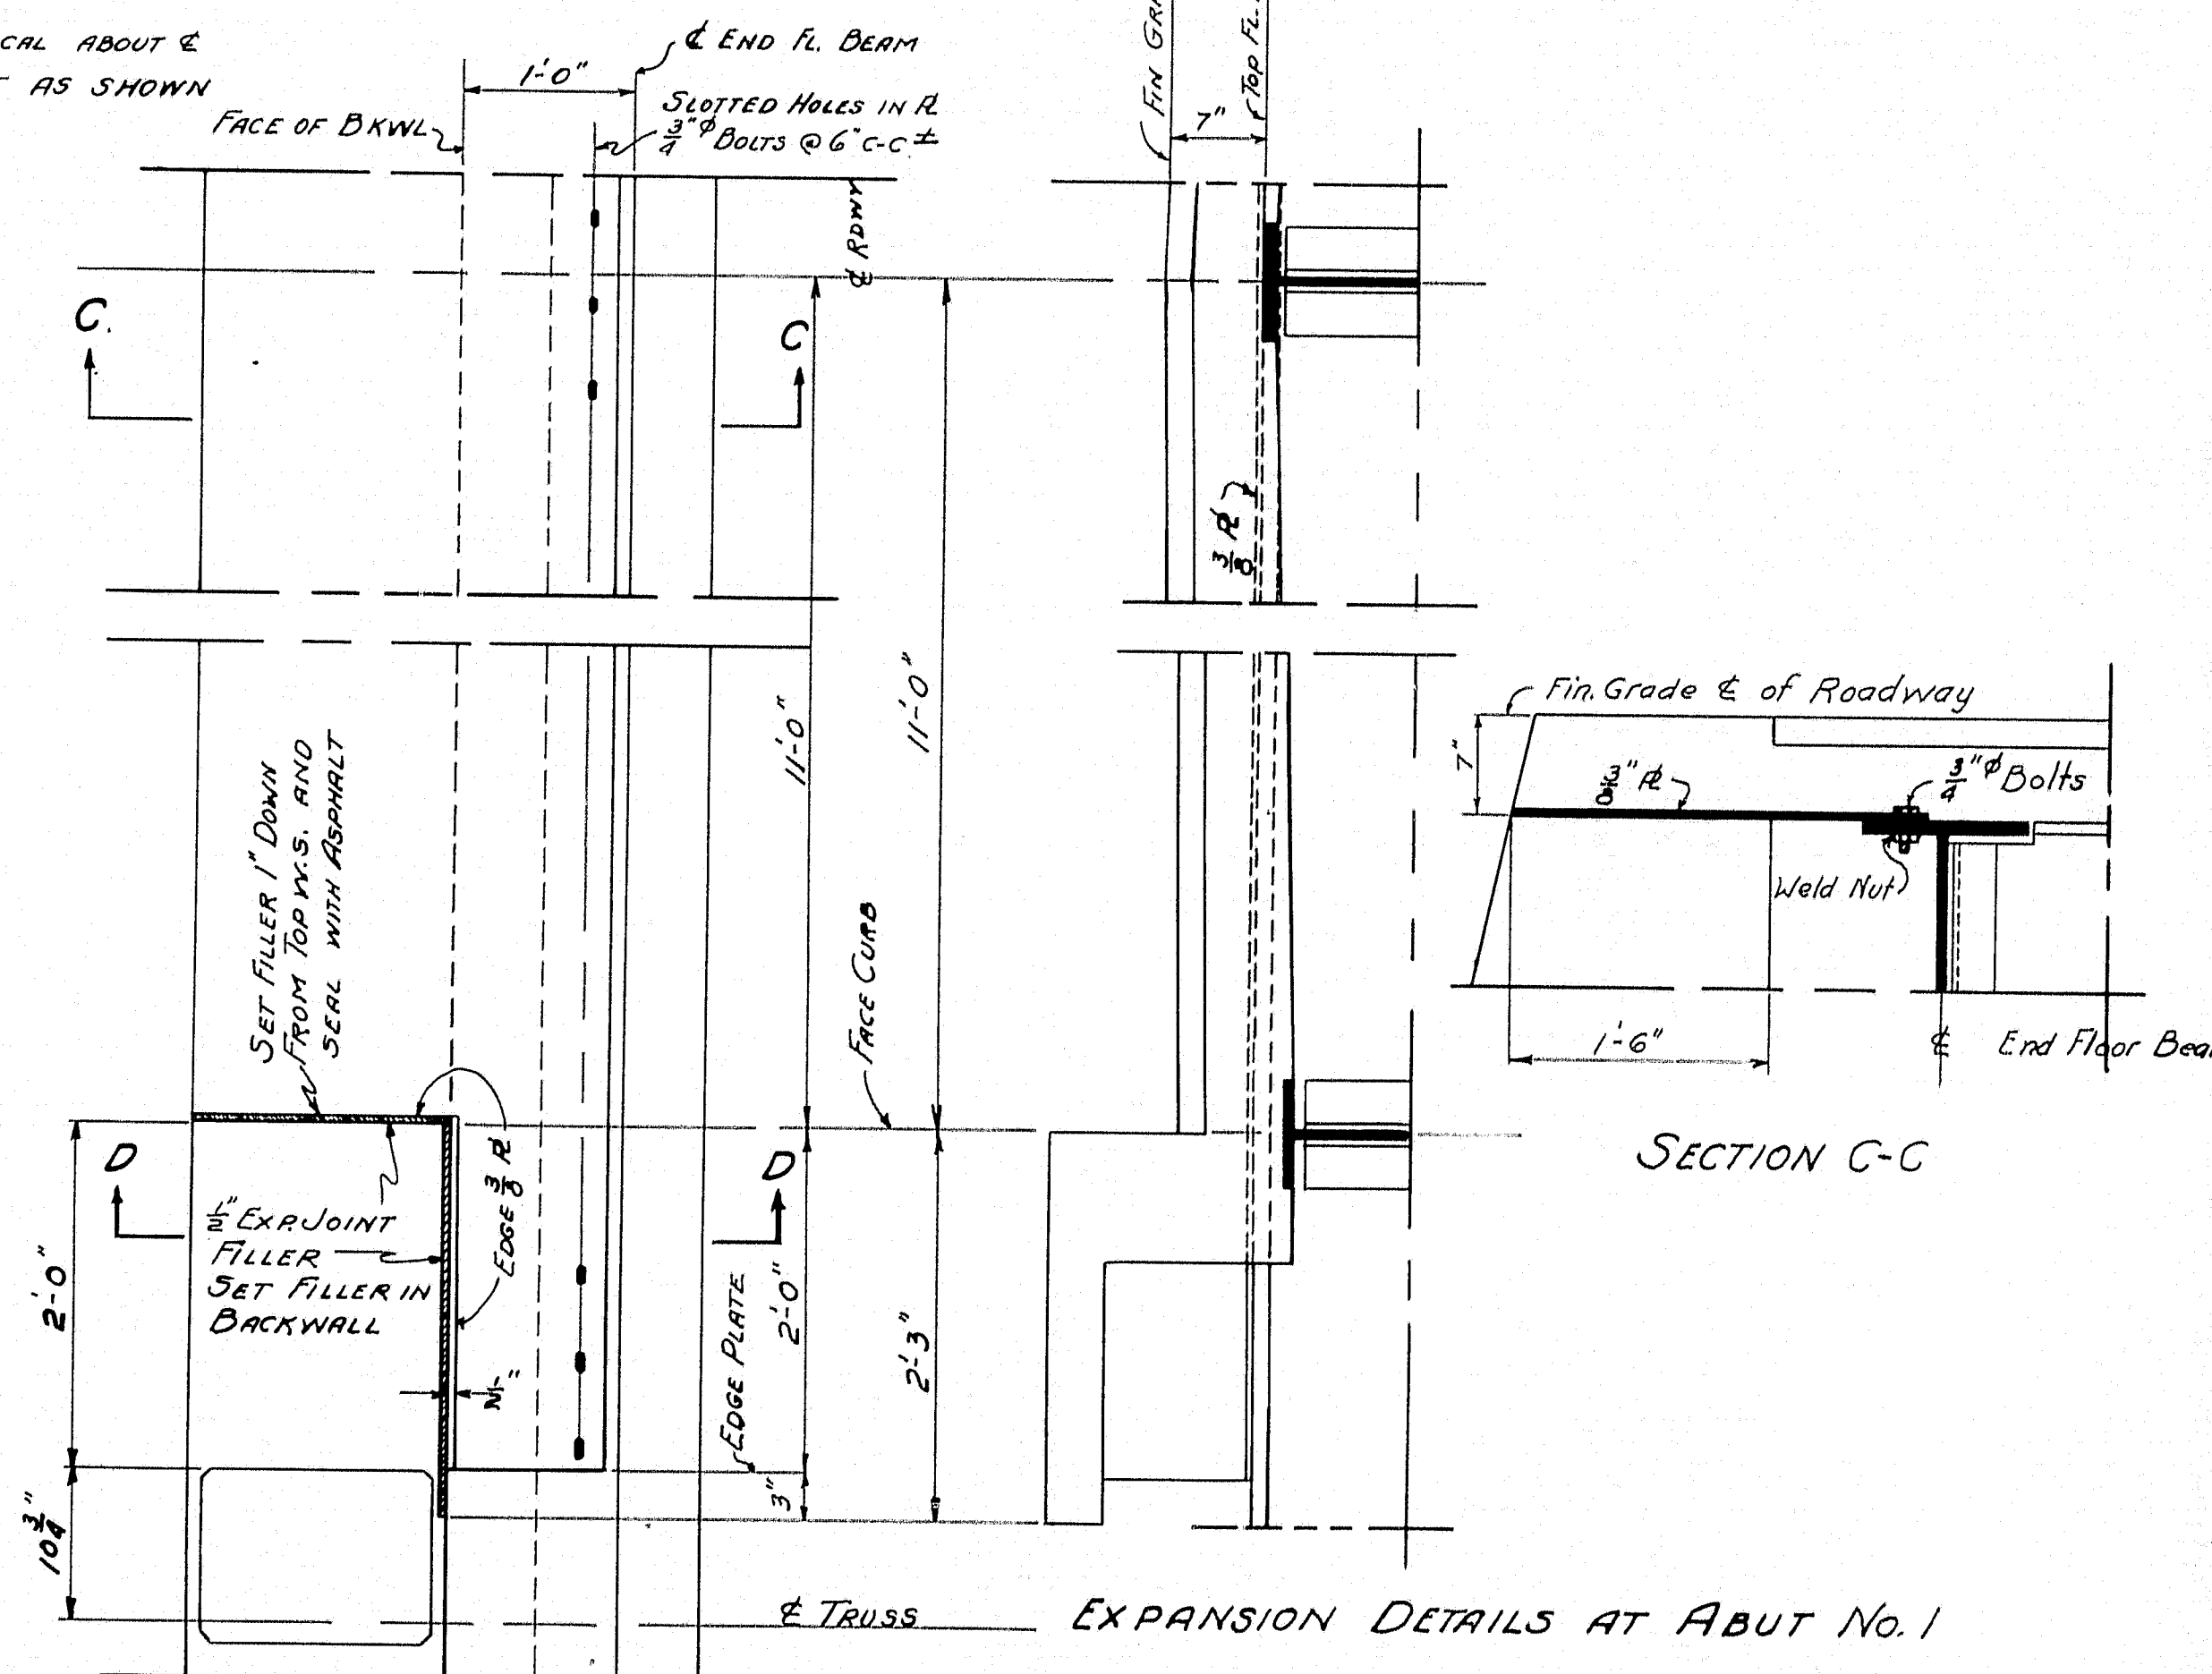 CAL ABOUT ℄
T AS SHOWN
FACE OF BKWL
1'-0"
℄ END FL. BEAM
SLOTTED HOLES IN ℞
3/4"φ BOLTS @ 6" C-C ±
FIN GRA
7"
TOP FL.
℄ RDWY
C
C
3/8 ℞
11'-0"
11'-0"
SET FILLER 1" DOWN
FROM TOP W.S. AND
SEAL WITH ASPHALT
FACE CURB
Fin. Grade ℄ of Roadway
7"
3/8" ℞
3/4"φ Bolts
Weld Nut
1'-6"
℄ End Floor Bea
SECTION C-C
D
D
1/2" EXP. JOINT
FILLER
SET FILLER IN
BACKWALL
EDGE 3/8 ℞
2'-0"
1/2"
EDGE PLATE
2'-0"
2'-3"
3"
10 3/4"
℄ TRUSS
EXPANSION DETAILS AT ABUT NO. 1